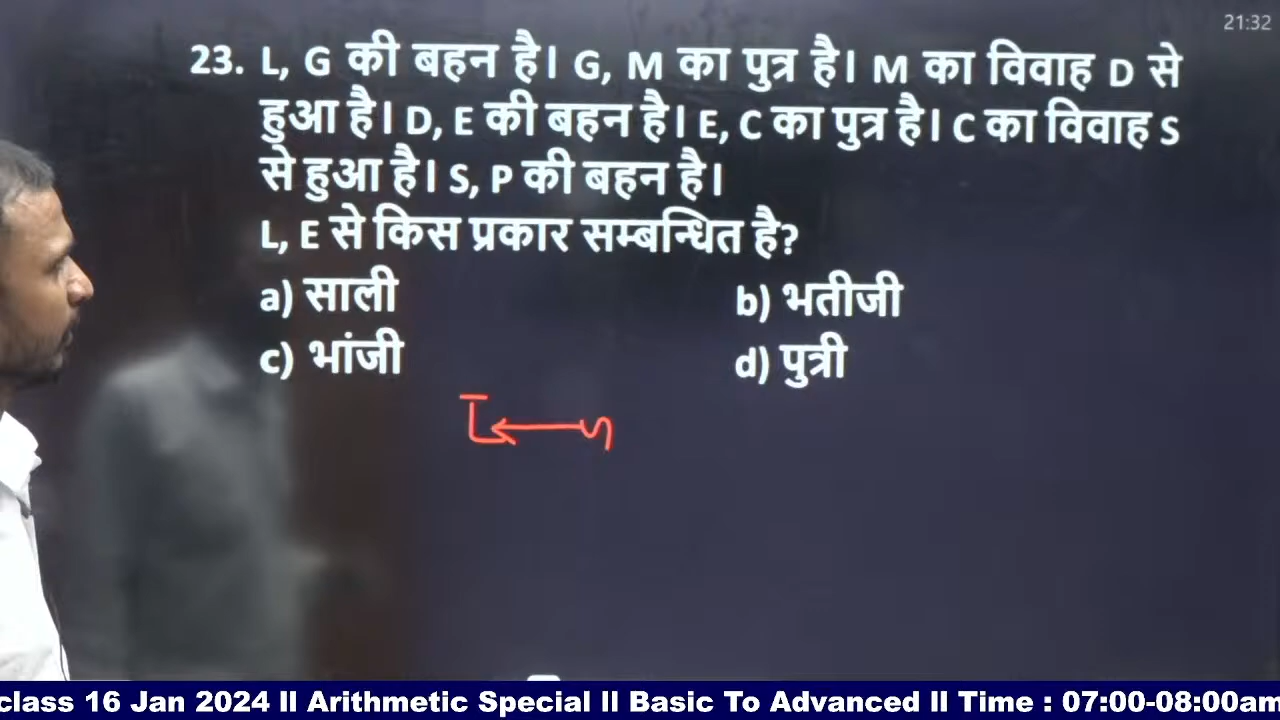 21:32
23. L, G की बहन है। G, M का पुत्र है। M का विवाह D से
हुआ है। D, E की बहन है। E, C का पुत्र है। C का विवाह S
से हुआ है। S, P की बहन है।
L, E से किस प्रकार सम्बन्धित है?
a) साली b) भतीजी
c) भांजी d) पुत्री
class 16 Jan 2024 II Arithmetic Special II Basic To Advanced II Time : 07:00-08:00am